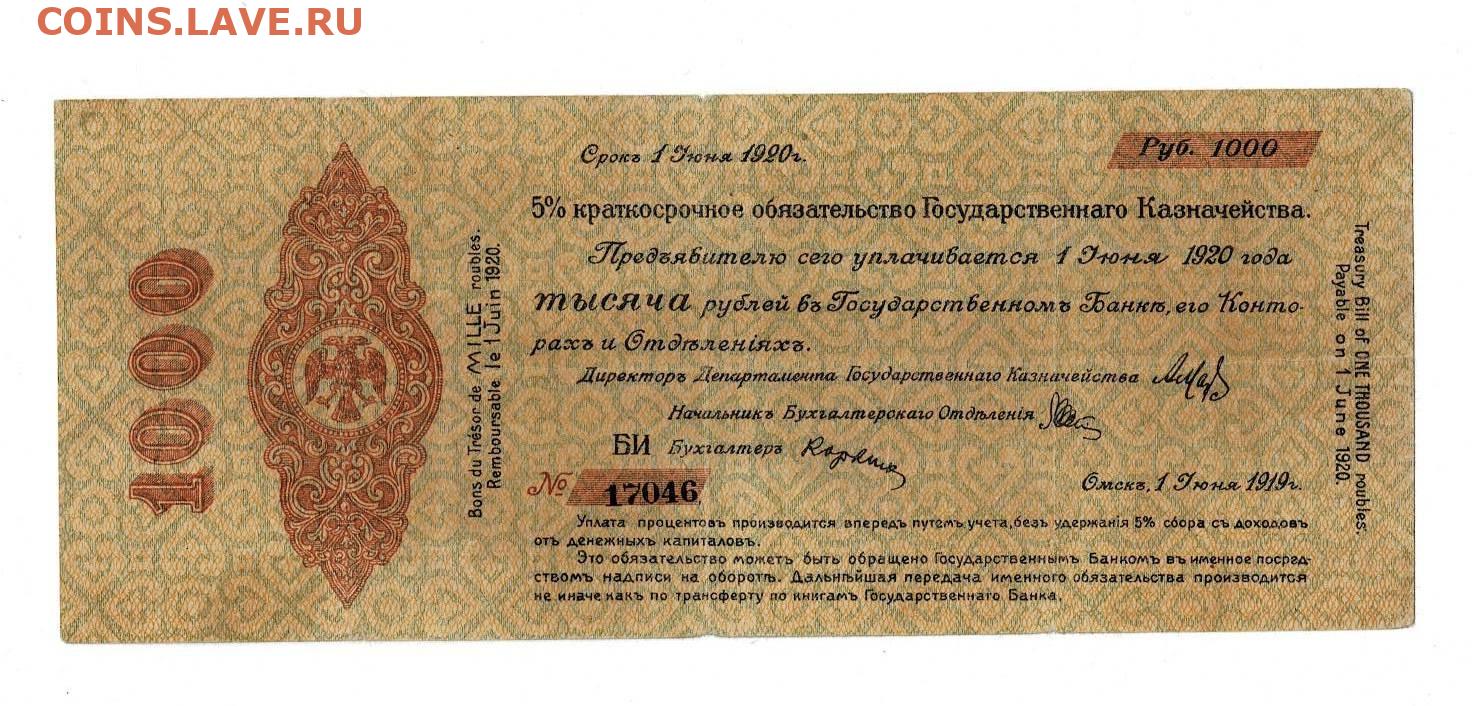 COINS.LAVE.RU
1000
Bons du Trésor de MILLE roubles.
Remboursable le 1 Juin 1920.
Срокъ 1 Июня 1920г.
Руб. 1000
5% краткосрочное обязательство Государственнаго Казначейства.
Предъявителю сего уплачивается 1 Июня 1920 года
тысяча рублей въ Государственномъ Банкѣ, его Конто-
рахъ и Отдѣленіяхъ.
Директоръ Департамента Государственнаго Казначейства
Начальникъ Бухгалтерскаго Отдѣленія
БИ Бухгалтеръ
№ 17046
Омскъ, 1 Июня 1919г.
Уплата процентовъ производится впередъ путемъ учета, безъ удержанія 5% сбора съ доходовъ
отъ денежныхъ капиталовъ.
Это обязательство можетъ быть обращено Государственнымъ Банкомъ въ именное посред-
ствомъ надписи на оборотѣ. Дальнѣйшая передача именного обязательства производится
не иначе какъ по трансферту по книгамъ Государственнаго Банка.
Treasury Bill of ONE THOUSAND roubles.
Payable on 1 June 1920.